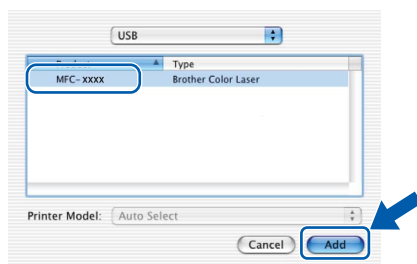 USB
Type
MFC- xxxx Brother Color Laser
Printer Model: Auto Select
Cancel Add